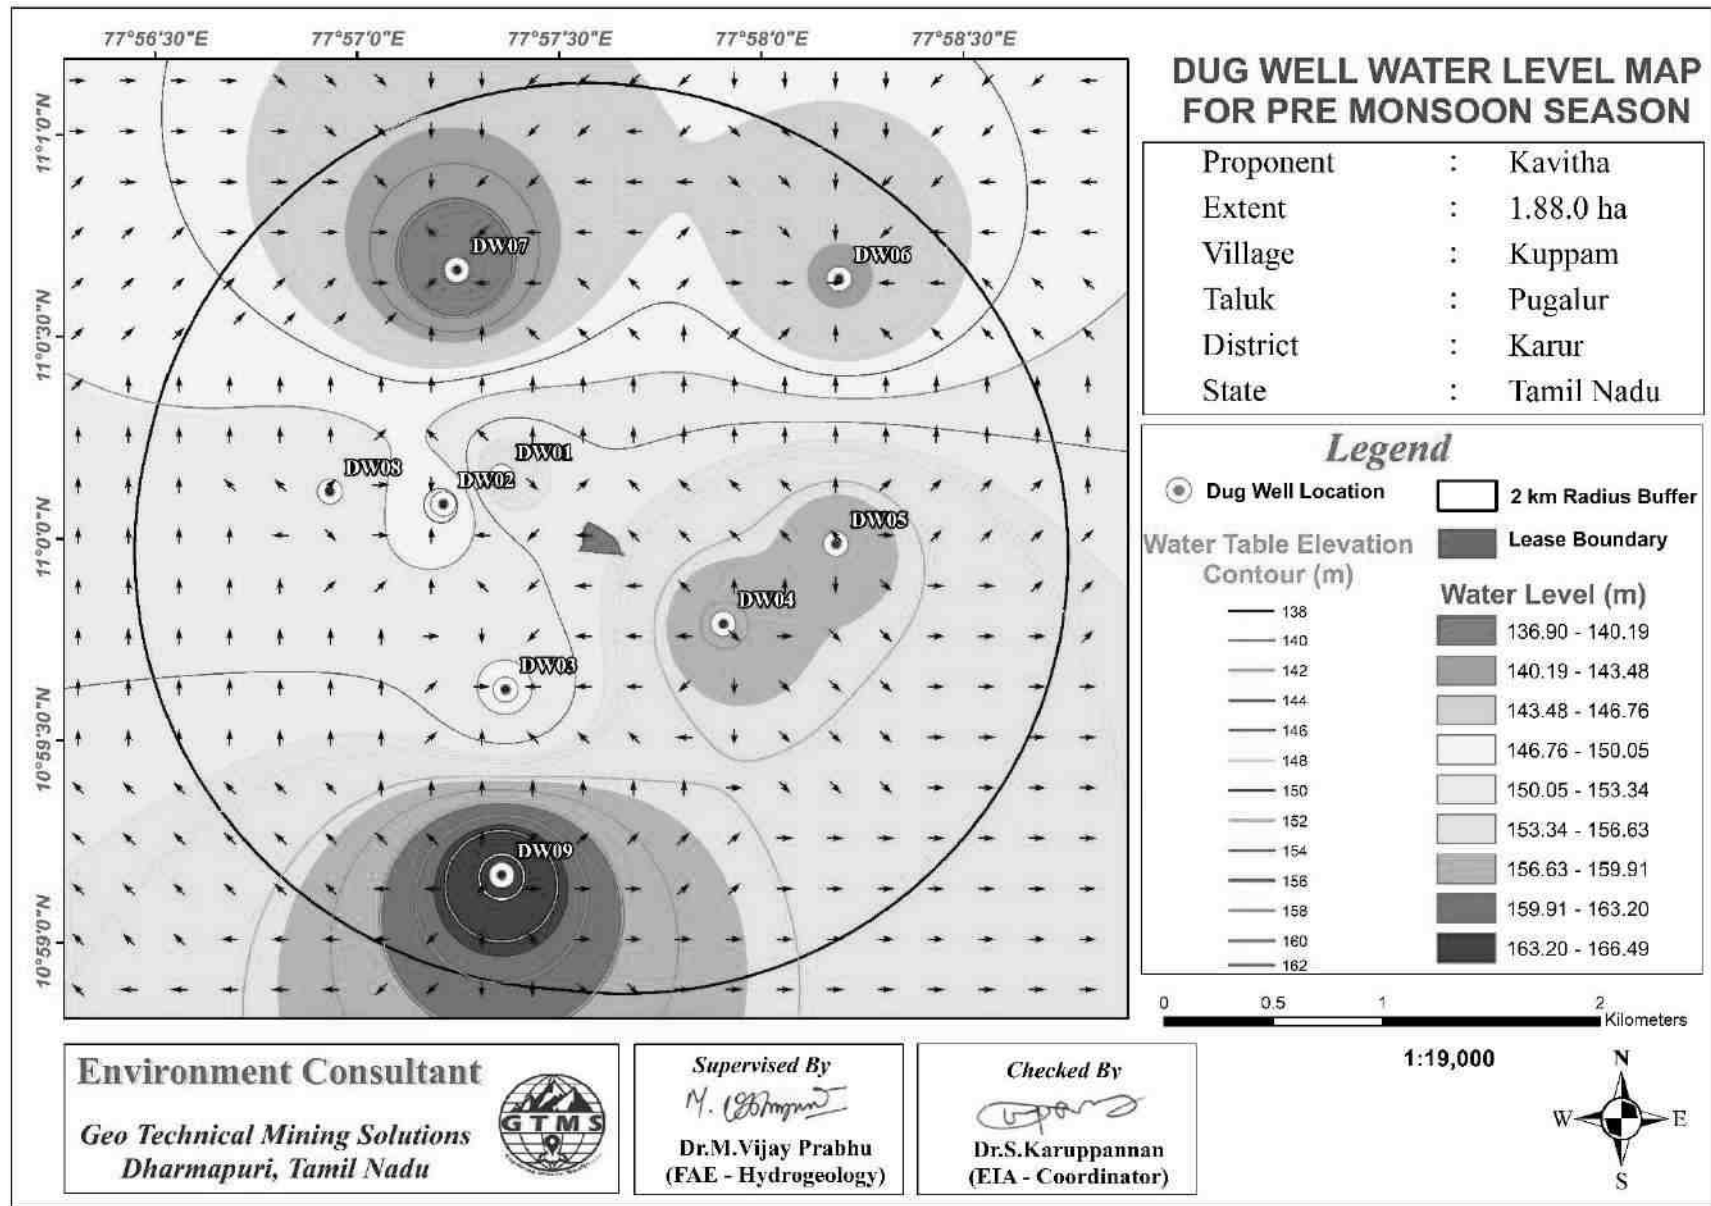 77°56'30"E 77°57'0"E 77°57'30"E 77°58'0"E 77°58'30"E
11°1'0"N
11°0'30"N
11°0'0"N
10°59'30"N
10°59'0"N
DW07
DW06
DW01
DW08
DW02
DW05
DW04
DW03
DW09
DUG WELL WATER LEVEL MAP
FOR PRE MONSOON SEASON
Proponent : Kavitha
Extent : 1.88.0 ha
Village : Kuppam
Taluk : Pugalur
District : Karur
State : Tamil Nadu
Legend
Dug Well Location
2 km Radius Buffer
Lease Boundary
Water Table Elevation
Contour (m)
138
140
142
144
146
148
150
152
154
156
158
160
162
Water Level (m)
136.90 - 140.19
140.19 - 143.48
143.48 - 146.76
146.76 - 150.05
150.05 - 153.34
153.34 - 156.63
156.63 - 159.91
159.91 - 163.20
163.20 - 166.49
0 0.5 1 2
Kilometers
1:19,000
N
W E
S
Environment Consultant
Geo Technical Mining Solutions
Dharmapuri, Tamil Nadu
GTMS
Supervised By
Dr.M.Vijay Prabhu
(FAE - Hydrogeology)
Checked By
Dr.S.Karuppannan
(EIA - Coordinator)